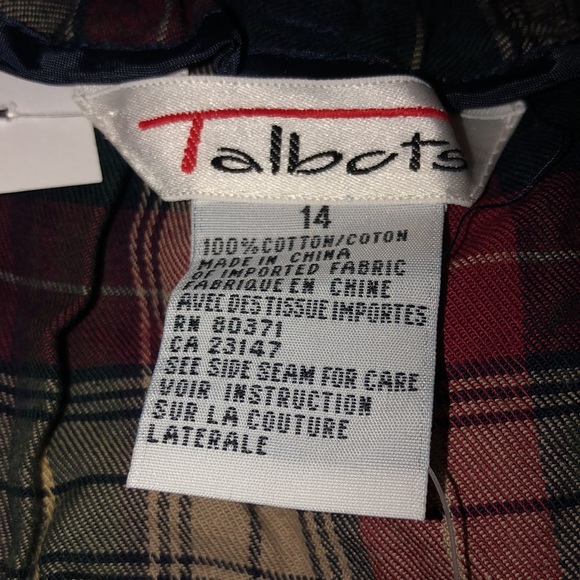 Talbots
14
100% COTTON/COTON
MADE IN CHINA
OF IMPORTED FABRIC
FABRIQUE EN CHINE
AVEC DES TISSUE IMPORTES
RN 80371
CA 23147
SEE SIDE SEAM FOR CARE
VOIR INSTRUCTION
SUR LA COUTURE
LATERALE